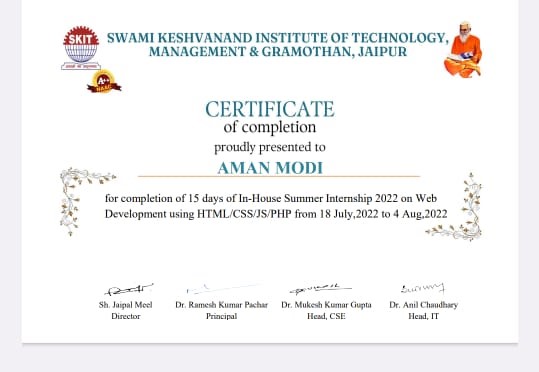 SKIT
SWAMI KESHVANAND INSTITUTE OF TECHNOLOGY,
MANAGEMENT & GRAMOTHAN, JAIPUR
A++
NAAC
CERTIFICATE
of completion
proudly presented to
AMAN MODI
for completion of 15 days of In-House Summer Internship 2022 on Web
Development using HTML/CSS/JS/PHP from 18 July,2022 to 4 Aug,2022
Sh. Jaipal Meel Dr. Ramesh Kumar Pachar Dr. Mukesh Kumar Gupta Dr. Anil Chaudhary
Director Principal Head, CSE Head, IT